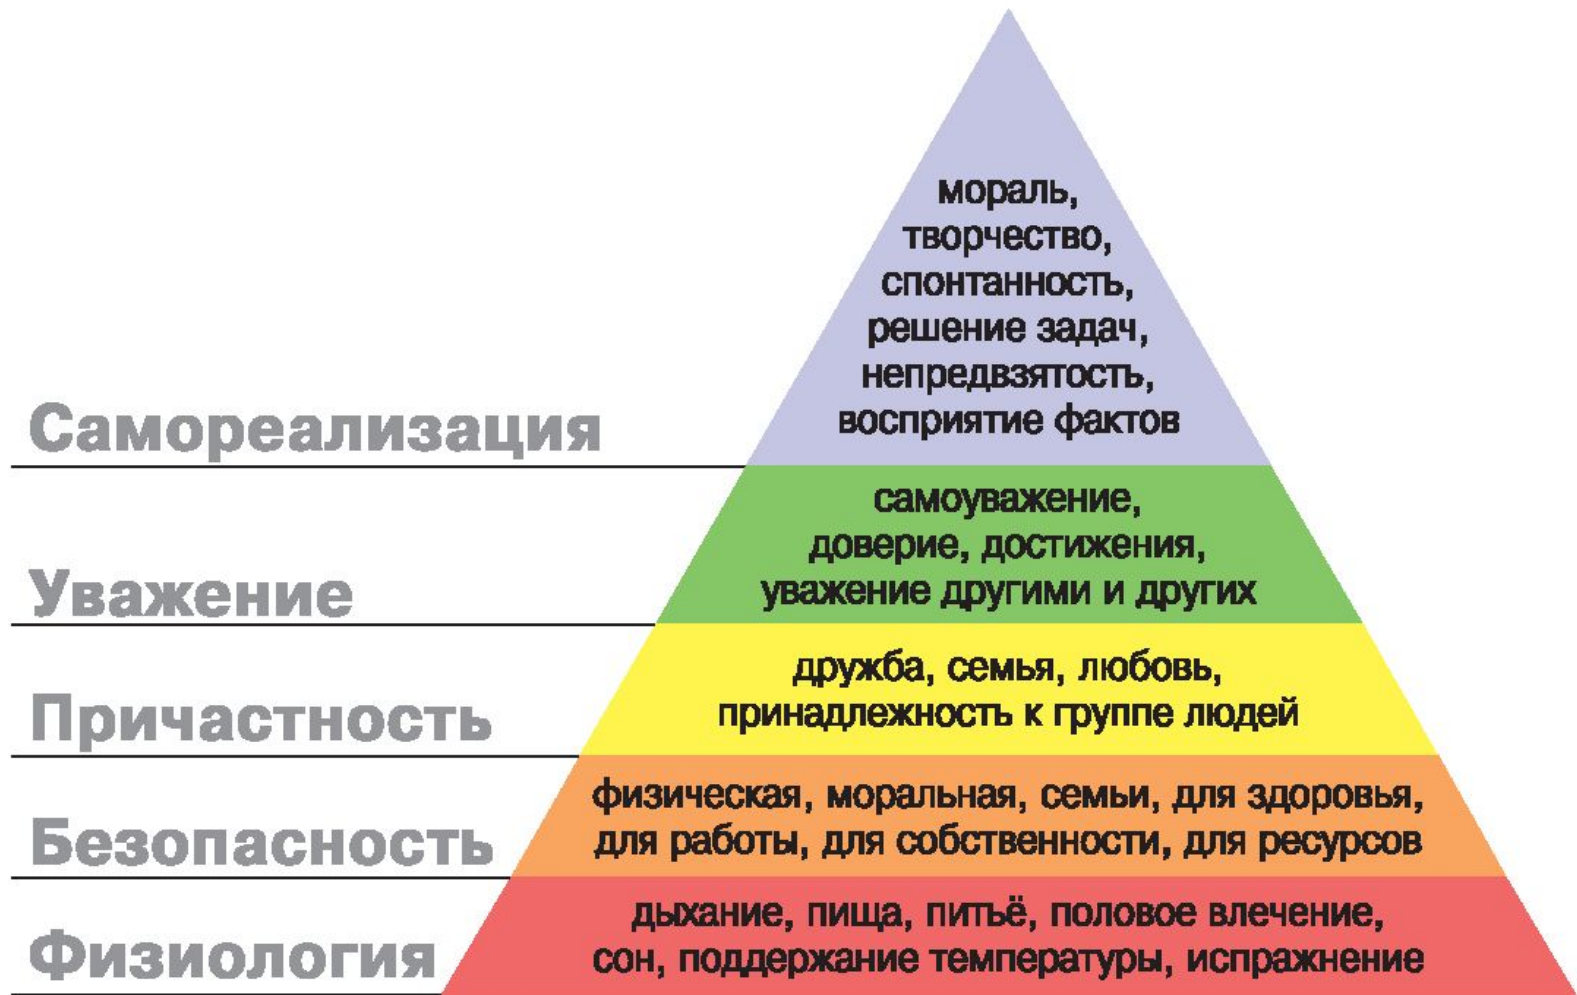 мораль,
творчество,
спонтанность,
решение задач,
непредвзятость,
восприятие фактов
Самореализация
самоуважение,
доверие, достижения,
уважение другими и других
Уважение
дружба, семья, любовь,
принадлежность к группе людей
Причастность
физическая, моральная, семьи, для здоровья,
для работы, для собственности, для ресурсов
Безопасность
дыхание, пища, питьё, половое влечение,
сон, поддержание температуры, испражнение
Физиология